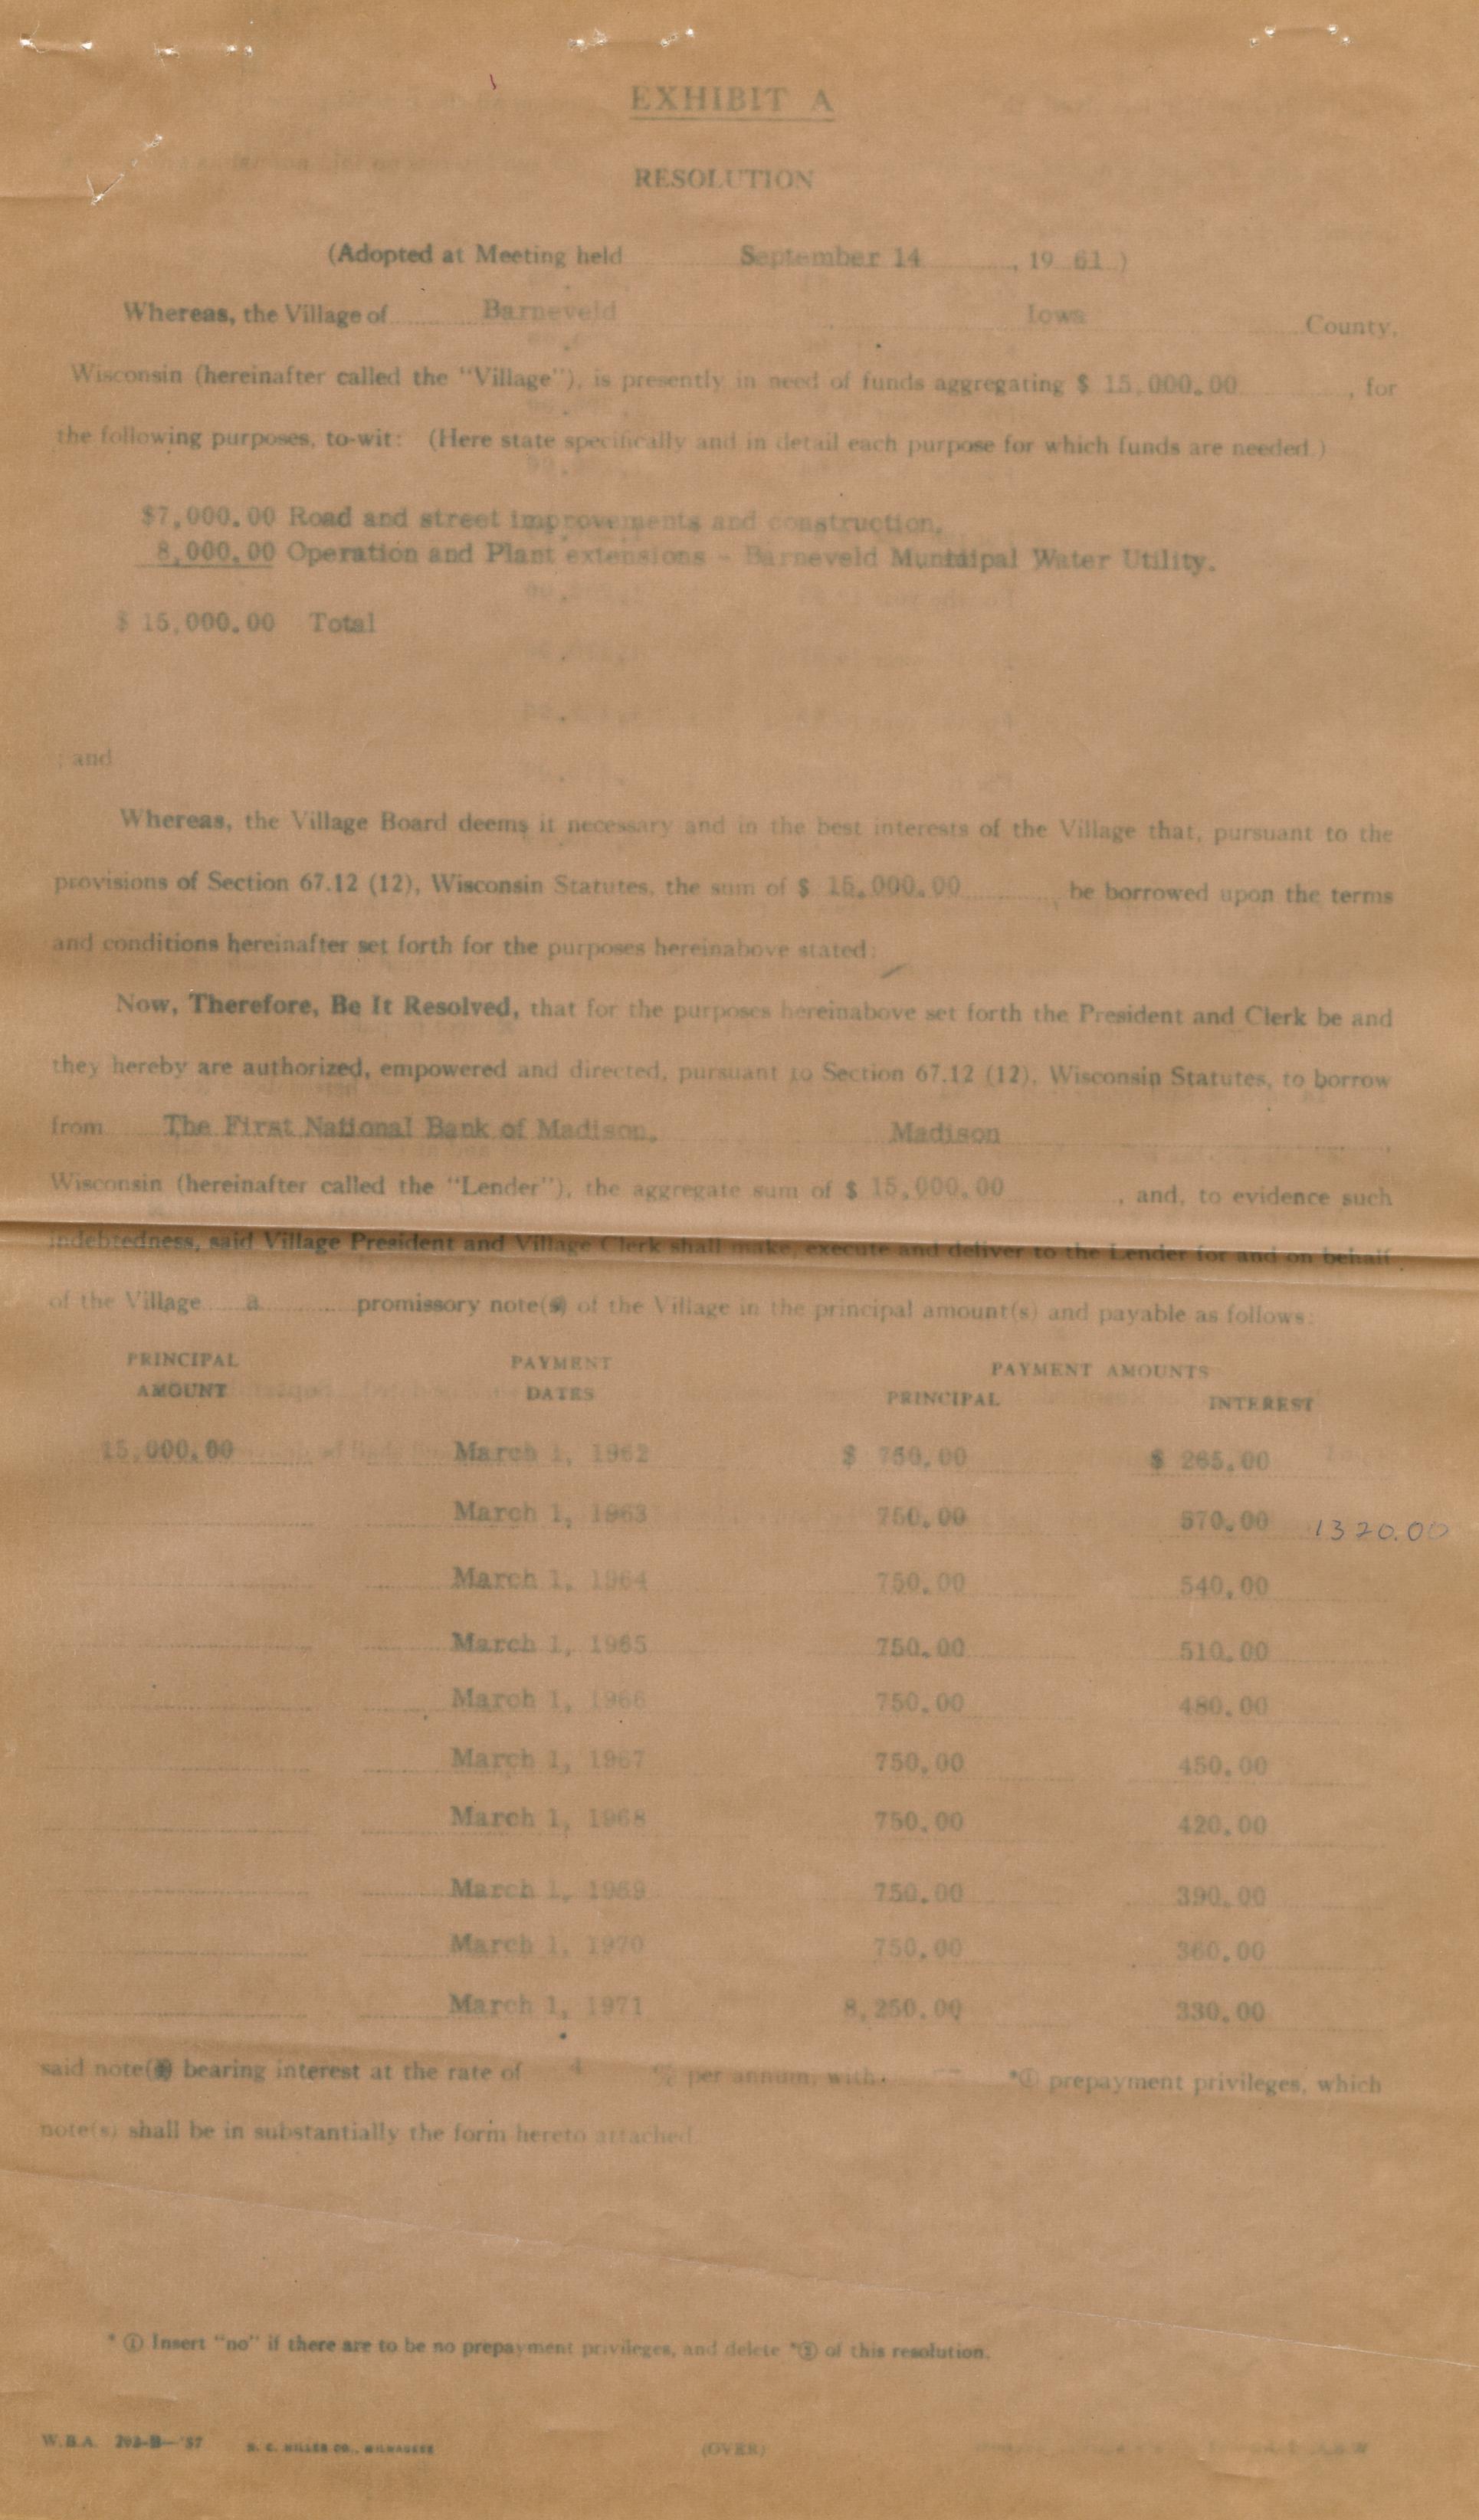 EXHIBIT A
RESOLUTION
(Adopted at Meeting held September 14, 19 61)
Whereas, the Village of Barneveld Iowa County,
Wisconsin (hereinafter called the "Village"), is presently in need of funds aggregating $ 15,000.00, for
the following purposes, to-wit: (Here state specifically and in detail each purpose for which funds are needed.)
$7,000.00 Road and street improvements and construction.
8,000.00 Operation and Plant extensions - Barneveld Municipal Water Utility.
$ 15,000.00 Total
; and
Whereas, the Village Board deems it necessary and in the best interests of the Village that, pursuant to the
provisions of Section 67.12 (12), Wisconsin Statutes, the sum of $ 15,000.00, be borrowed upon the terms
and conditions hereinafter set forth for the purposes hereinabove stated;
Now, Therefore, Be It Resolved, that for the purposes hereinabove set forth the President and Clerk be and
they hereby are authorized, empowered and directed, pursuant to Section 67.12 (12), Wisconsin Statutes, to borrow
from The First National Bank of Madison, Madison,
Wisconsin (hereinafter called the "Lender"), the aggregate sum of $ 15,000.00, and, to evidence such
indebtedness, said Village President and Village Clerk shall make, execute and deliver to the Lender for and on behalf
of the Village a promissory note(s) of the Village in the principal amount(s) and payable as follows:
PRINCIPAL PAYMENT PAYMENT AMOUNTS
AMOUNT DATES PRINCIPAL INTEREST
15,000.00 March 1, 1962 $ 750.00 $ 265.00
March 1, 1963 750.00 570.00 1320.00
March 1, 1964 750.00 540.00
March 1, 1965 750.00 510.00
March 1, 1966 750.00 480.00
March 1, 1967 750.00 450.00
March 1, 1968 750.00 420.00
March 1, 1969 750.00 390.00
March 1, 1970 750.00 360.00
March 1, 1971 8,250.00 330.00
said note(s) bearing interest at the rate of 4 % per annum, with *① prepayment privileges, which
note(s) shall be in substantially the form hereto attached.
* ① Insert "no" if there are to be no prepayment privileges, and delete *② of this resolution.
W.B.A. 203-B—'57 H. C. MILLER CO., MILWAUKEE (OVER)